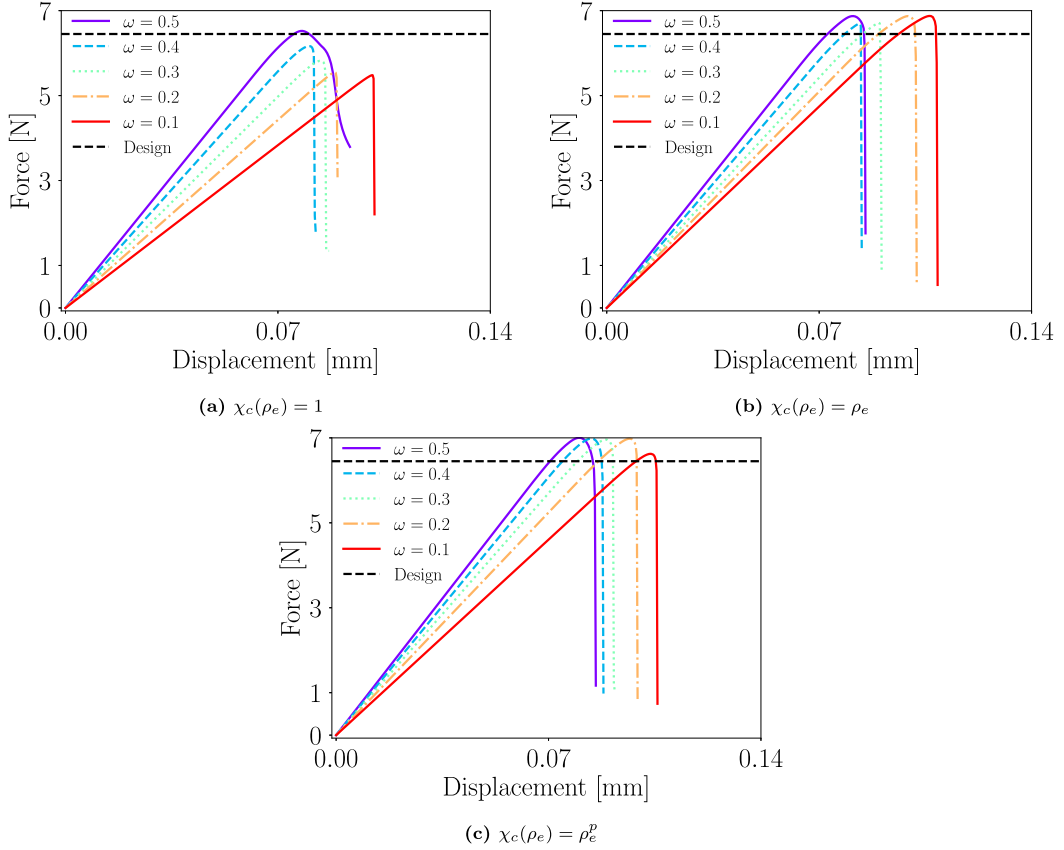 7
5
3
1
0
Force [N]
ω = 0.5
ω = 0.4
ω = 0.3
ω = 0.2
ω = 0.1
Design
0.00
0.07
0.14
Displacement [mm]
(a) χ_c(ρ_e) = 1
7
5
3
1
0
Force [N]
ω = 0.5
ω = 0.4
ω = 0.3
ω = 0.2
ω = 0.1
Design
0.00
0.07
0.14
Displacement [mm]
(b) χ_c(ρ_e) = ρ_e
7
5
3
1
0
Force [N]
ω = 0.5
ω = 0.4
ω = 0.3
ω = 0.2
ω = 0.1
Design
0.00
0.07
0.14
Displacement [mm]
(c) χ_c(ρ_e) = ρ_e^p